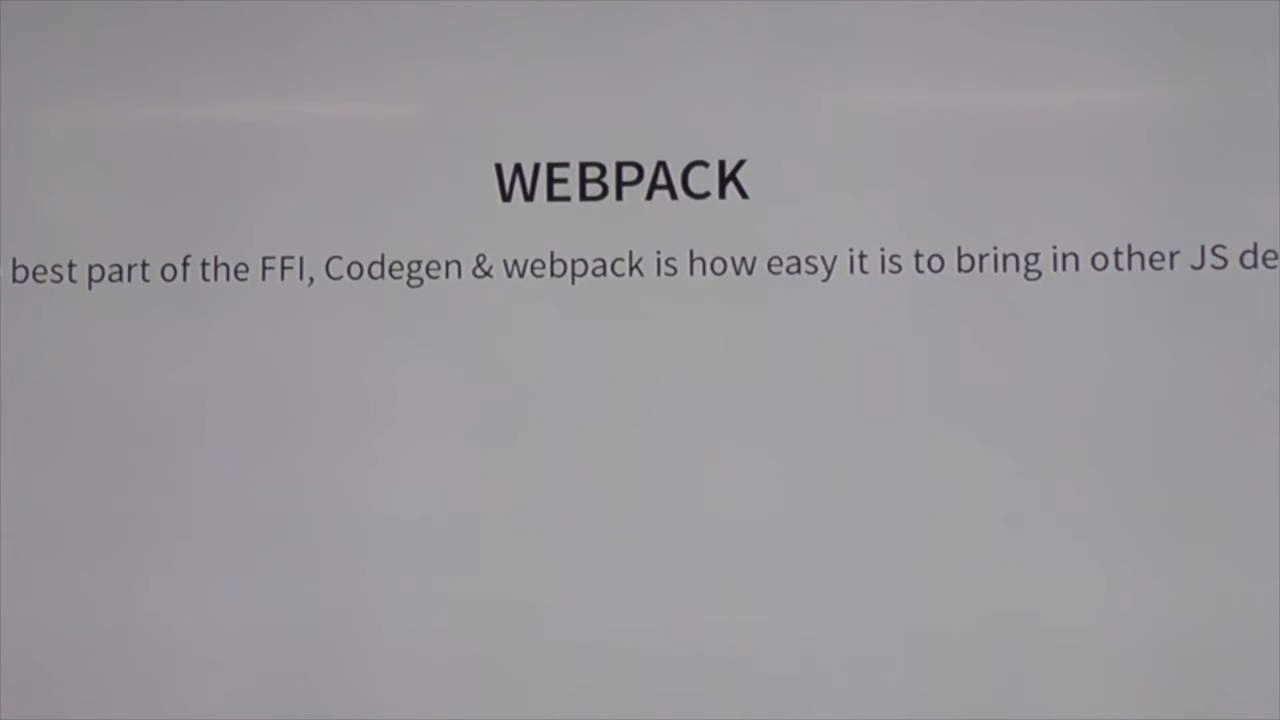 WEBPACK
best part of the FFI, Codegen & webpack is how easy it is to bring in other JS de